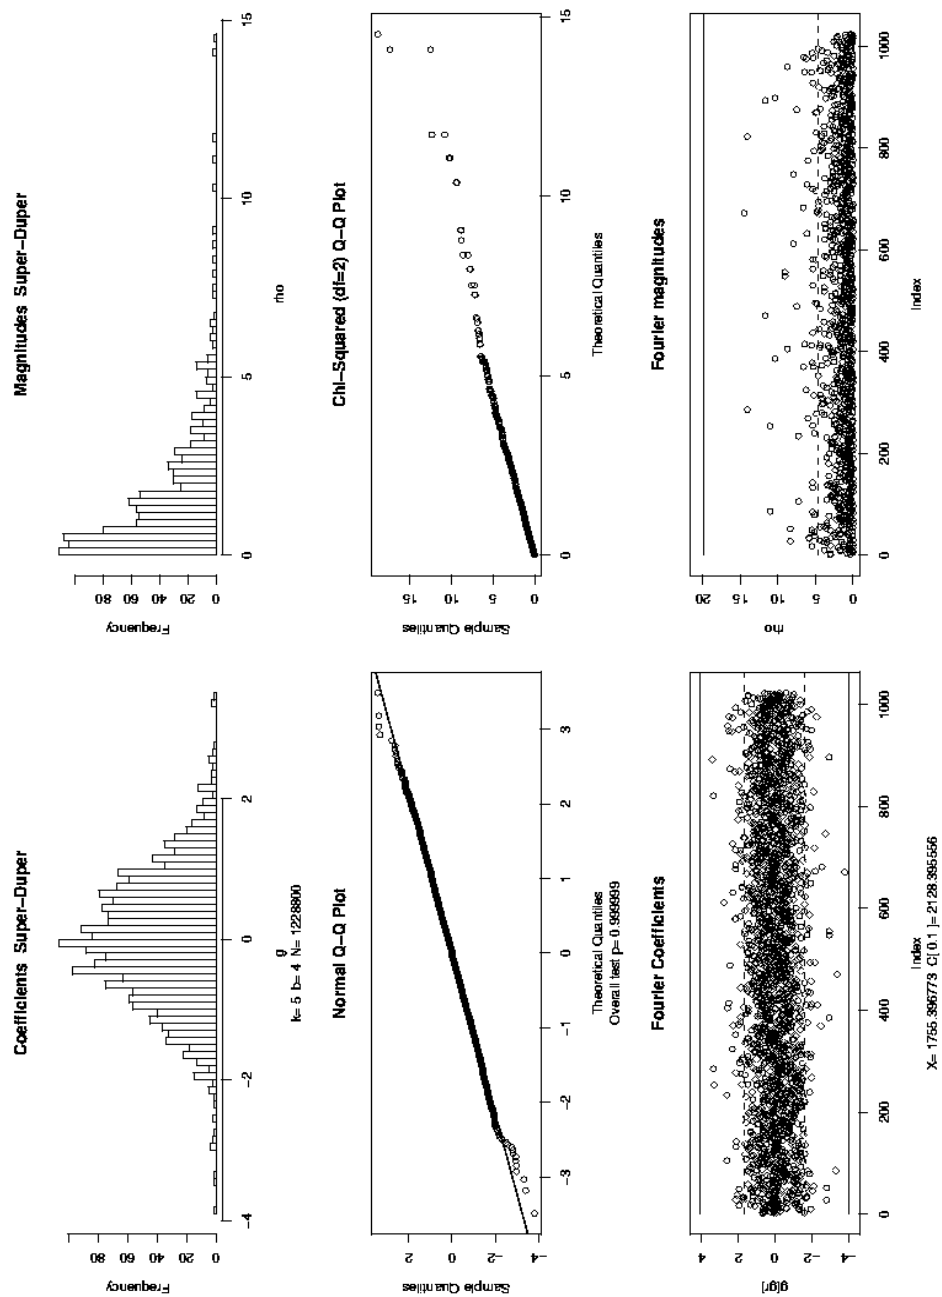 Coefficients Super-Duper
Frequency
0 20 40 60 80
-4 -2 0 2
g
k= 5 b= 4 N= 1228800
Magnitudes Super-Duper
Frequency
0 20 40 60 80
0 5 10 15
rho
Normal Q-Q Plot
Sample Quantiles
-4 -2 0 2
-3 -2 -1 0 1 2 3
Theoretical Quantiles
Overall test p= 0.999999
Chi-Squared (df=2) Q-Q Plot
Sample Quantiles
0 5 10 15
0 5 10 15
Theoretical Quantiles
Fourier Coefficients
g[gr]
-4 -2 0 2 4
0 200 400 600 800 1000
Index
X= 1755.396773 C[ 0.1 ]= 2128.395556
Fourier magnitudes
rho
0 5 10 15 20
0 200 400 600 800 1000
Index